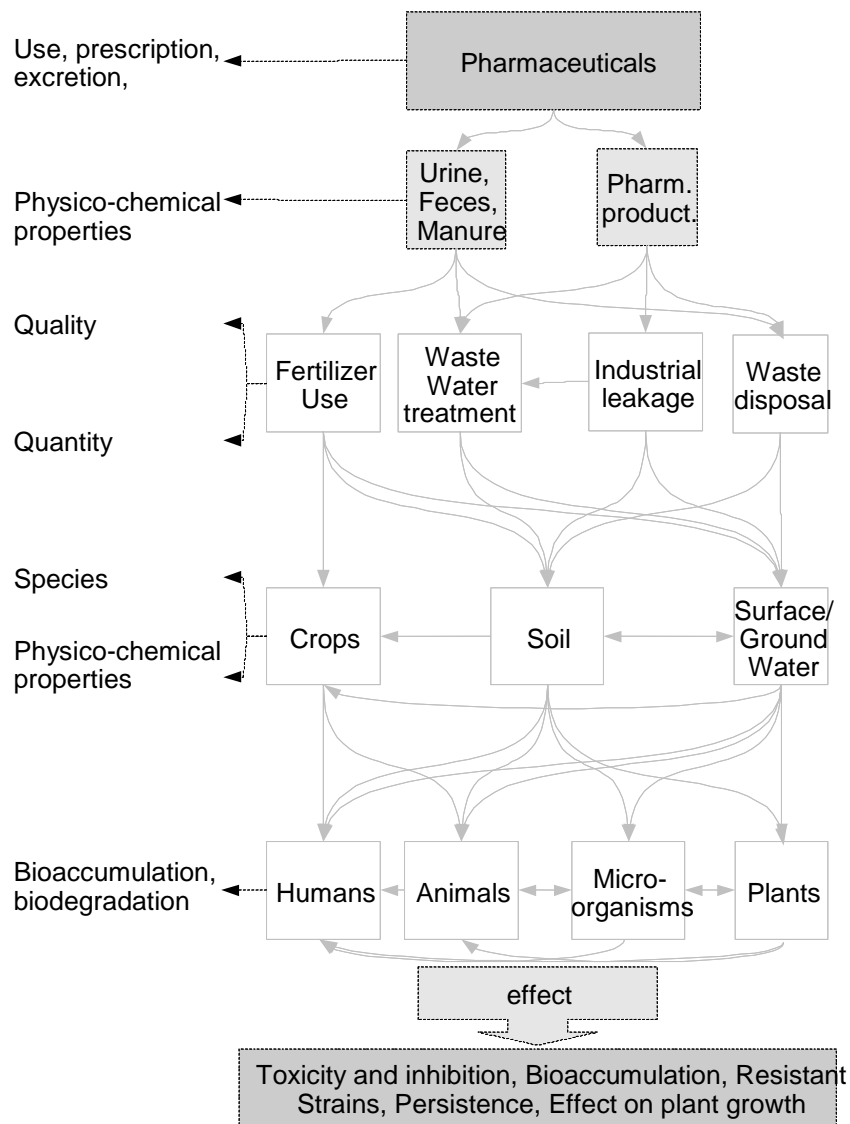 Use, prescription,
excretion,
Pharmaceuticals
Physico-chemical
properties
Urine,
Feces,
Manure
Pharm.
product.
Quality
Quantity
Fertilizer
Use
Waste
Water
treatment
Industrial
leakage
Waste
disposal
Species
Physico-chemical
properties
Crops
Soil
Surface/
Ground
Water
Bioaccumulation,
biodegradation
Humans
Animals
Micro-
organisms
Plants
effect
Toxicity and inhibition, Bioaccumulation, Resistant
Strains, Persistence, Effect on plant growth